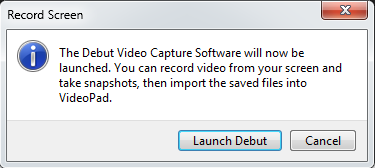 Record Screen
The Debut Video Capture Software will now be
launched. You can record video from your screen and
take snapshots, then import the saved files into
VideoPad.
Launch Debut
Cancel